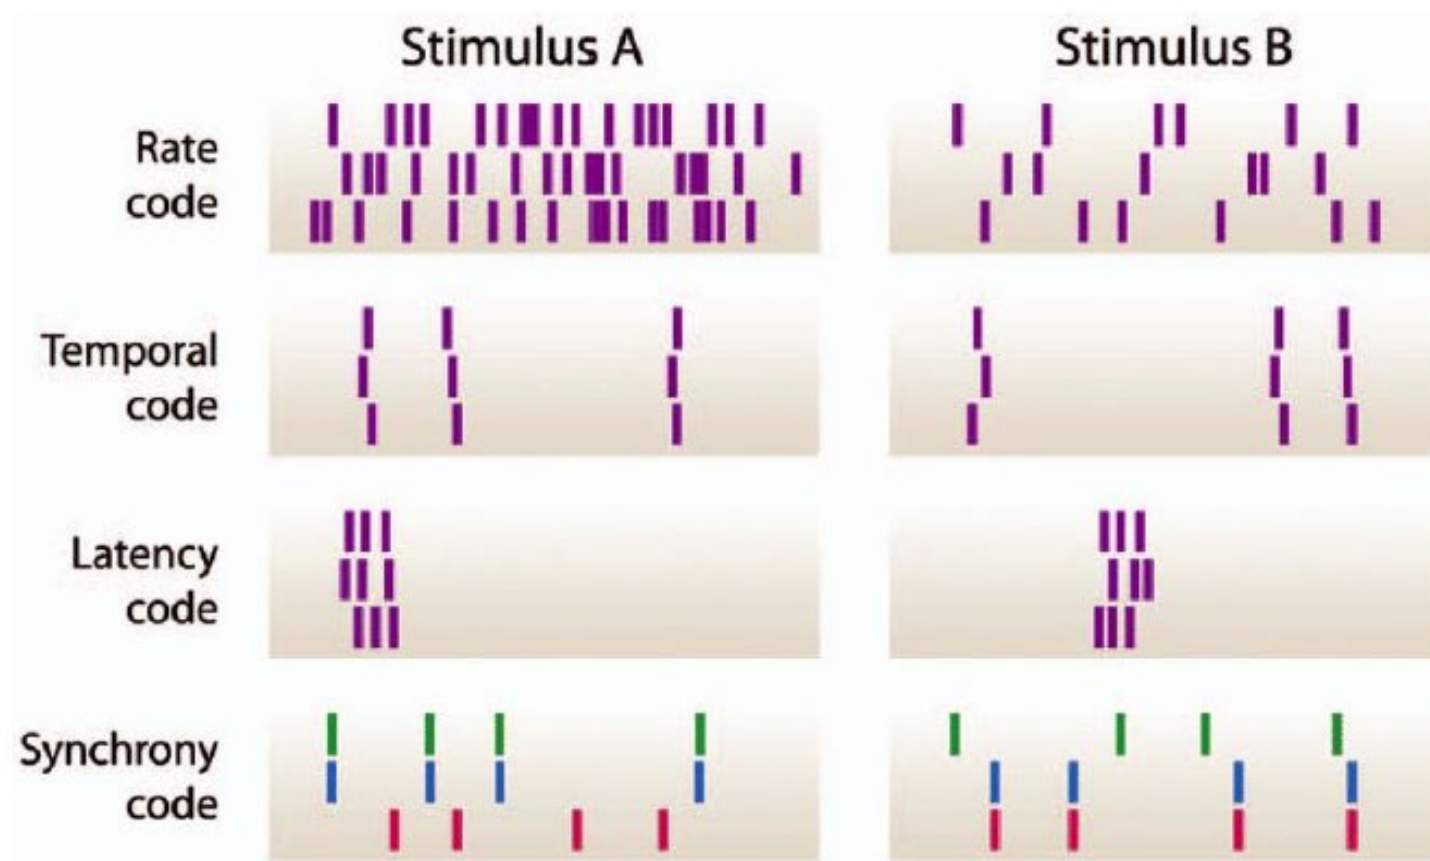 Stimulus A
Stimulus B
Rate
code
Temporal
code
Latency
code
Synchrony
code